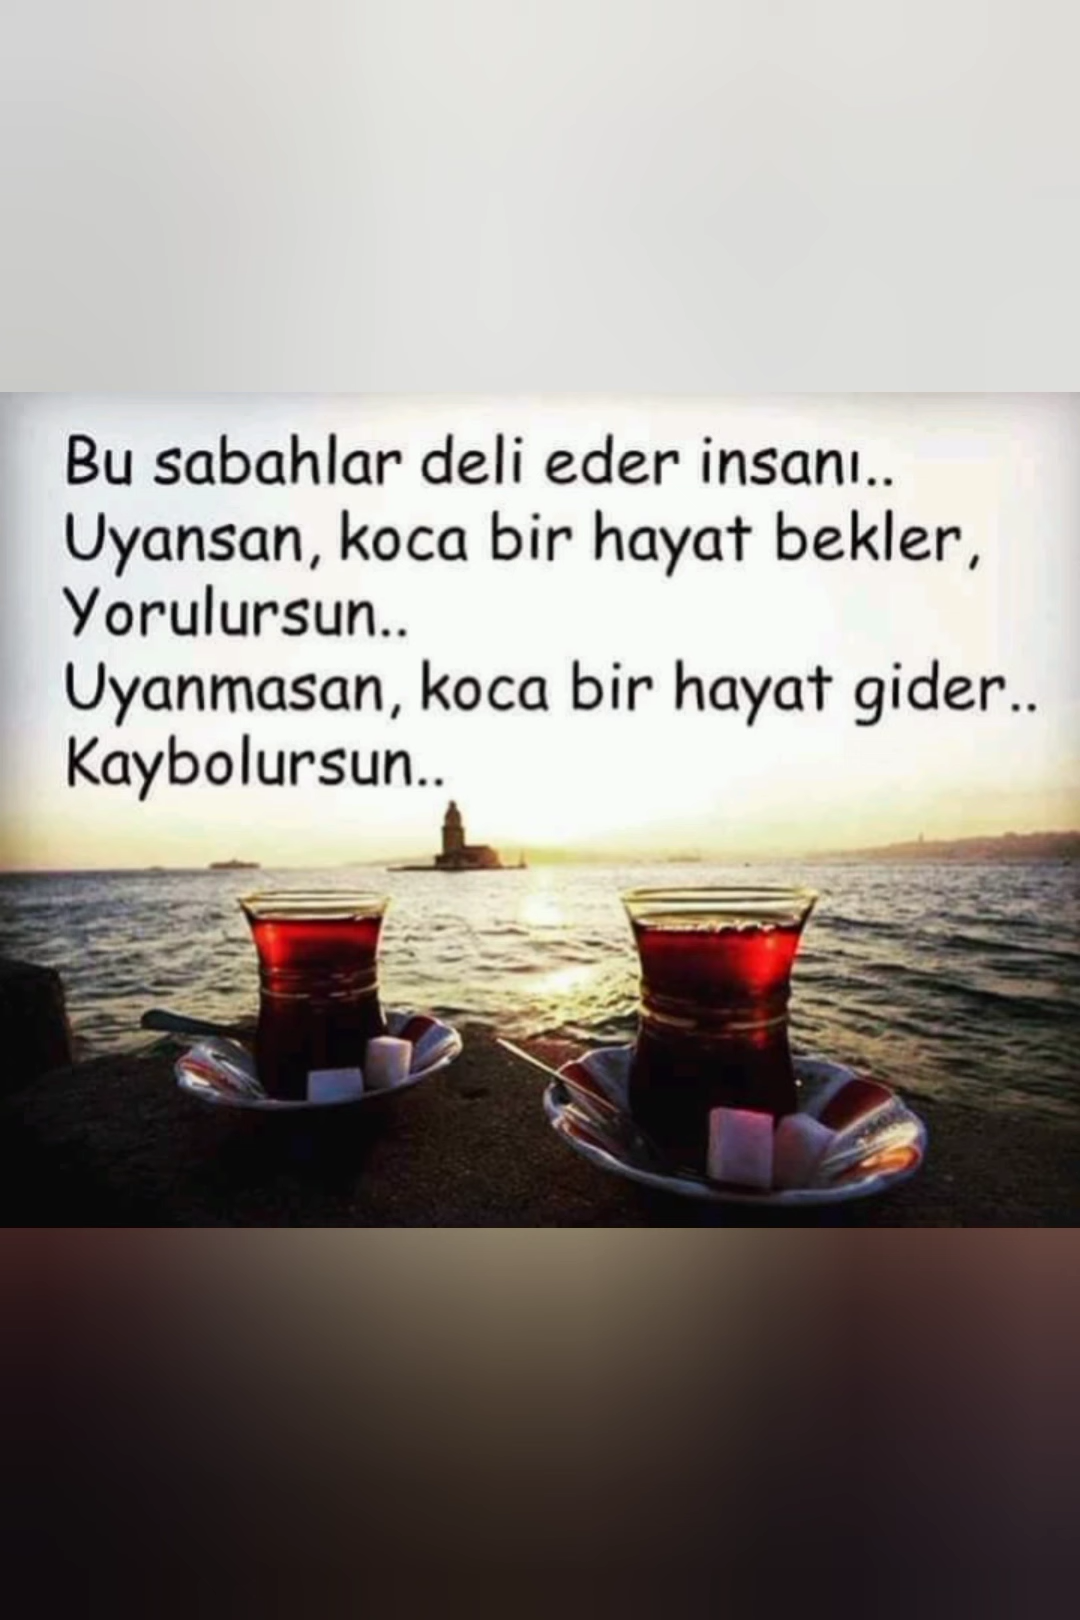 Bu sabahlar deli eder insanı..
Uyansan, koca bir hayat bekler,
Yorulursun..
Uyanmasan, koca bir hayat gider..
Kaybolursun..